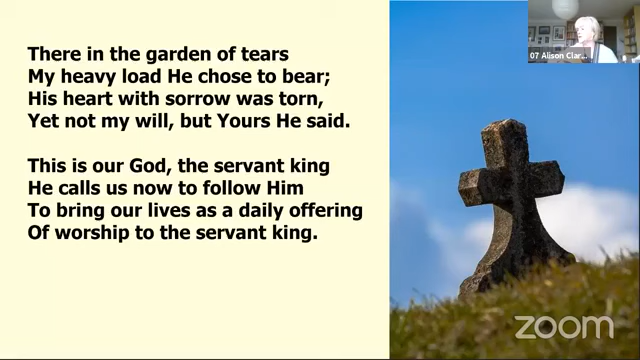 There in the garden of tears
My heavy load He chose to bear;
His heart with sorrow was torn,
Yet not my will, but Yours He said.
This is our God, the servant king
He calls us now to follow Him
To bring our lives as a daily offering
Of worship to the servant king.
07 Alison Clar...
zoom